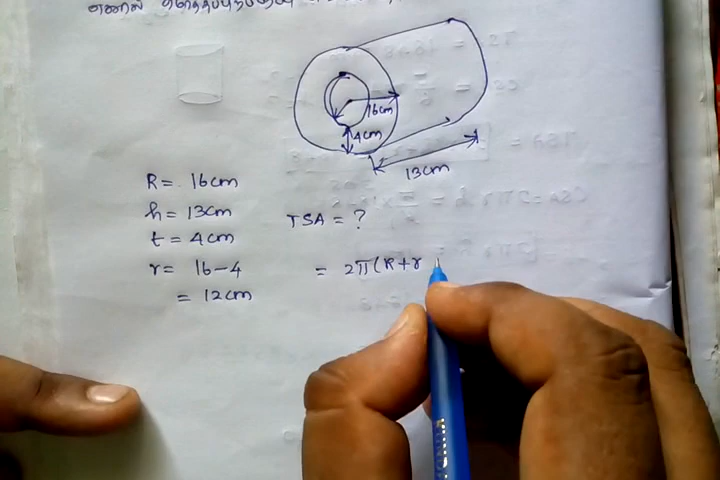 16cm
4cm
13cm
R = 16cm
h = 13cm
TSA = ?
t = 4cm
r = 16-4
= 2π(R+r
= 12cm